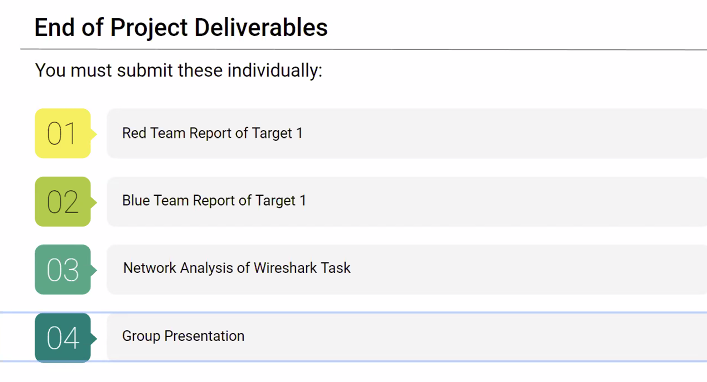 End of Project Deliverables
You must submit these individually:
01
Red Team Report of Target 1
02
Blue Team Report of Target 1
03
Network Analysis of Wireshark Task
04
Group Presentation